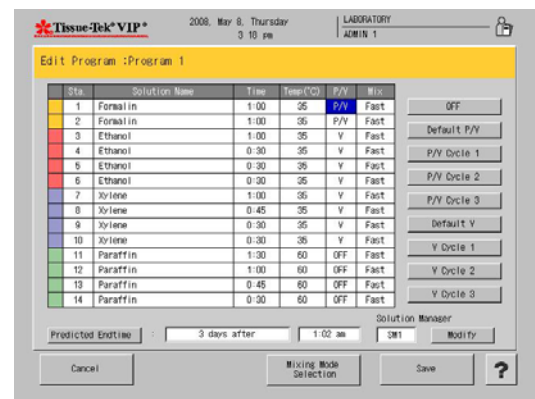 Tissue-Tek® VIP®
2008, May 8, Thursday
3 18 pm
LABORATORY
ADMIN 1
Edit Program :Program 1
Sta. Solution Name Time Temp(°C) P/V Mix
1 Formalin 1:00 35 P/V Fast
2 Formalin 1:00 35 P/V Fast
3 Ethanol 1:00 35 V Fast
4 Ethanol 0:30 35 V Fast
5 Ethanol 0:30 35 V Fast
6 Ethanol 0:30 35 V Fast
7 Xylene 1:00 35 V Fast
8 Xylene 0:45 35 V Fast
9 Xylene 0:30 35 V Fast
10 Xylene 0:30 35 V Fast
11 Paraffin 1:30 60 OFF Fast
12 Paraffin 1:00 60 OFF Fast
13 Paraffin 0:45 60 OFF Fast
14 Paraffin 0:30 60 OFF Fast
OFF
Default P/V
P/V Cycle 1
P/V Cycle 2
P/V Cycle 3
Default V
V Cycle 1
V Cycle 2
V Cycle 3
Solution Manager
Predicted Endtime : 3 days after 1:02 am SM1 Modify
Cancel
Mixing Mode
Selection
Save
?